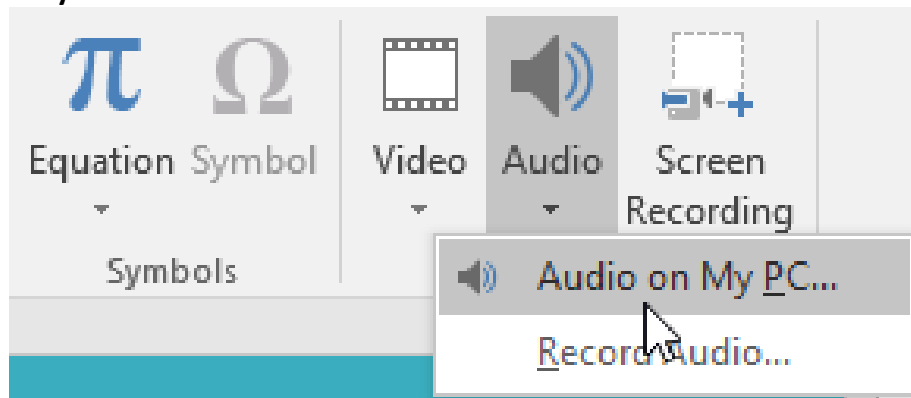 Equation Symbol Video Audio Screen Recording
Symbols
Audio on My PC...
Record Audio...